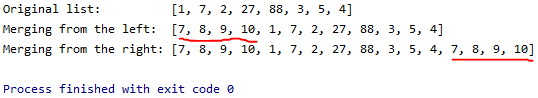 Original list:          [1, 7, 2, 27, 88, 3, 5, 4]
Merging from the left:  [7, 8, 9, 10, 1, 7, 2, 27, 88, 3, 5, 4]
Merging from the right: [7, 8, 9, 10, 1, 7, 2, 27, 88, 3, 5, 4, 7, 8, 9, 10]
Process finished with exit code 0